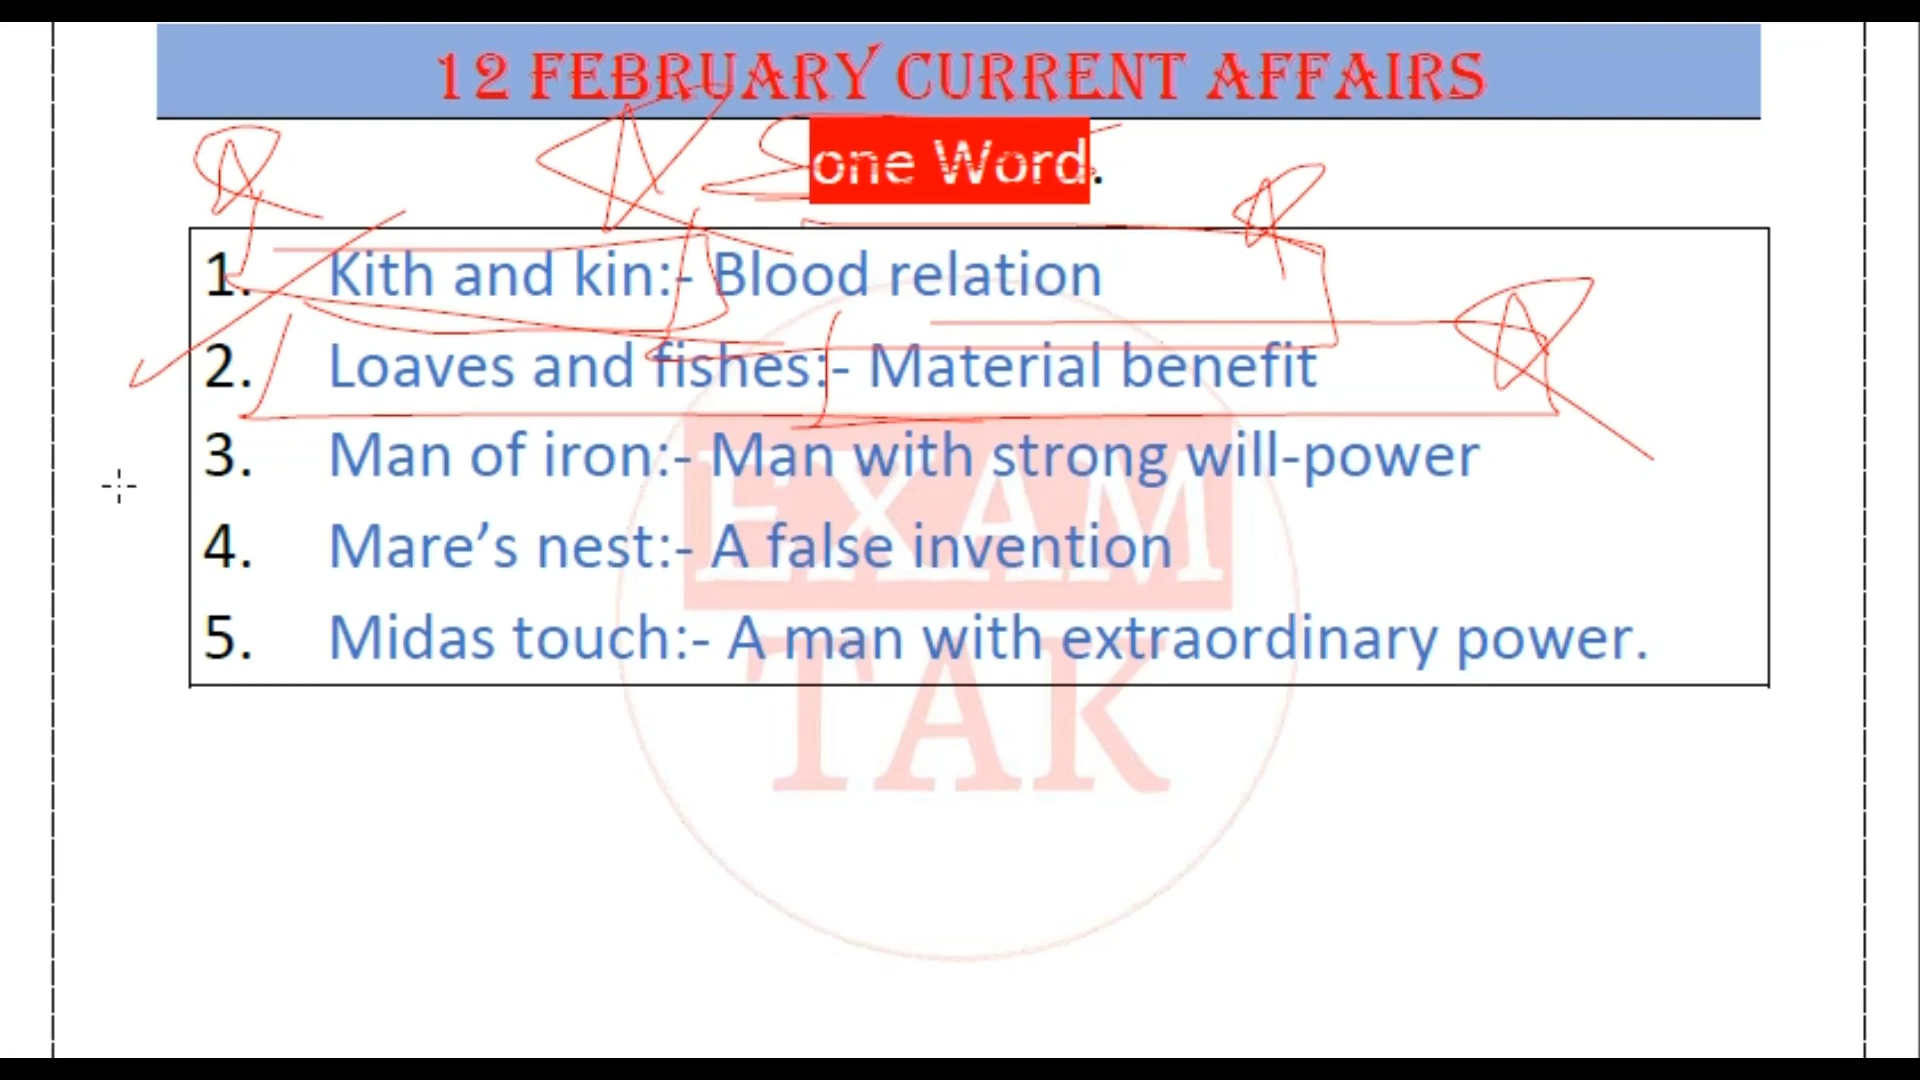 12 FEBRUARY CURRENT AFFAIRS
one Word.
1. Kith and kin:- Blood relation
2. Loaves and fishes:- Material benefit
3. Man of iron:- Man with strong will-power
4. Mare’s nest:- A false invention
5. Midas touch:- A man with extraordinary power.
EXAM
TAK